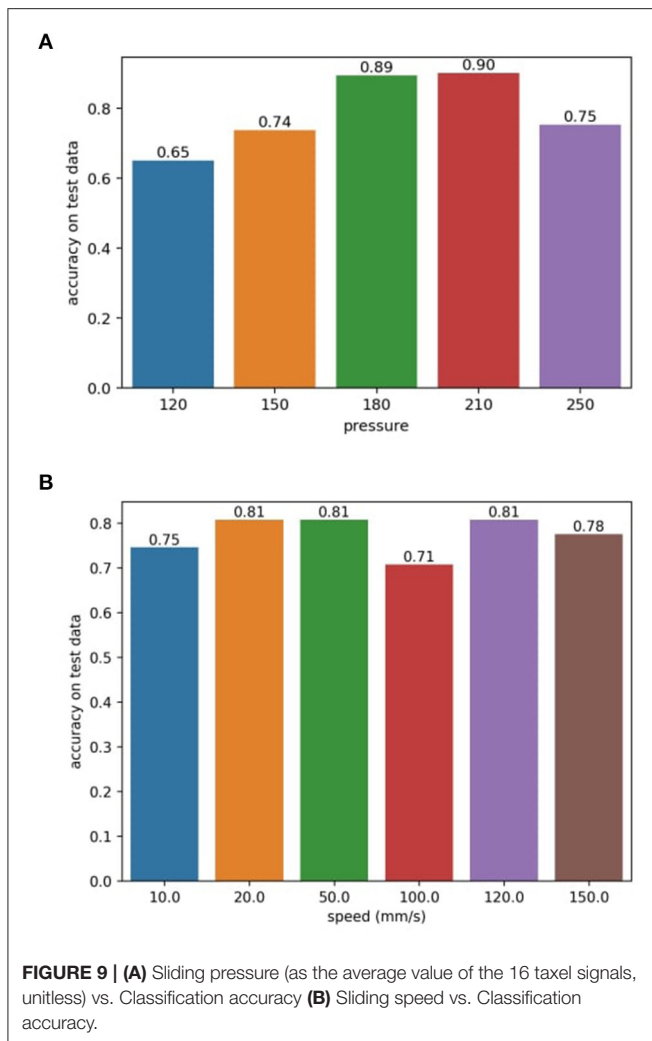 A
0.65
0.74
0.89
0.90
0.75
accuracy on test data
0.8
0.6
0.4
0.2
0.0
120 150 180 210 250
pressure
B
0.75
0.81
0.81
0.71
0.81
0.78
accuracy on test data
0.8
0.7
0.6
0.5
0.4
0.3
0.2
0.1
0.0
10.0 20.0 50.0 100.0 120.0 150.0
speed (mm/s)
FIGURE 9 | (A) Sliding pressure (as the average value of the 16 taxel signals,
unitless) vs. Classification accuracy (B) Sliding speed vs. Classification
accuracy.